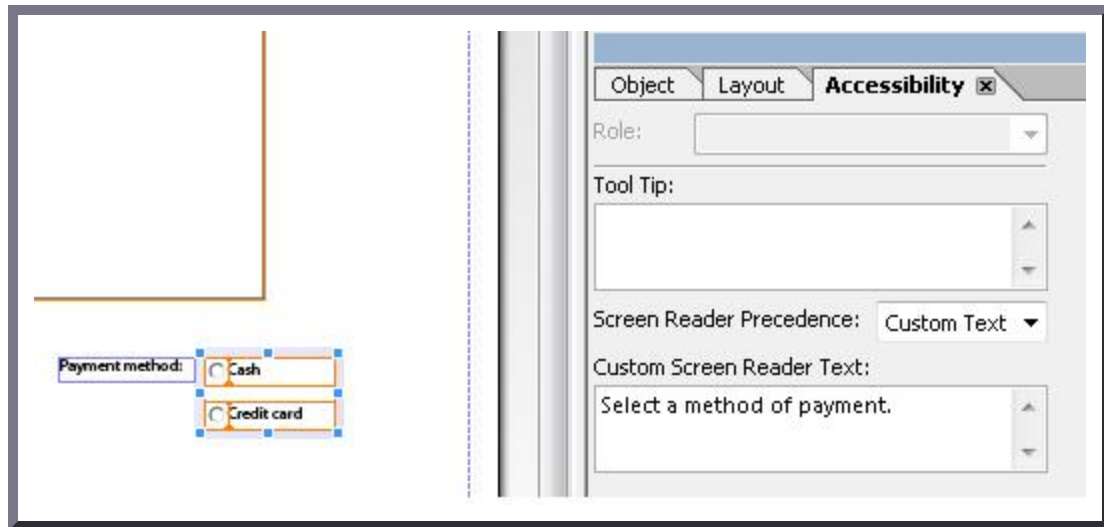 Object Layout Accessibility
Role:
Tool Tip:
Screen Reader Precedence: Custom Text
Payment method: Cash
Custom Screen Reader Text:
Credit card
Select a method of payment.